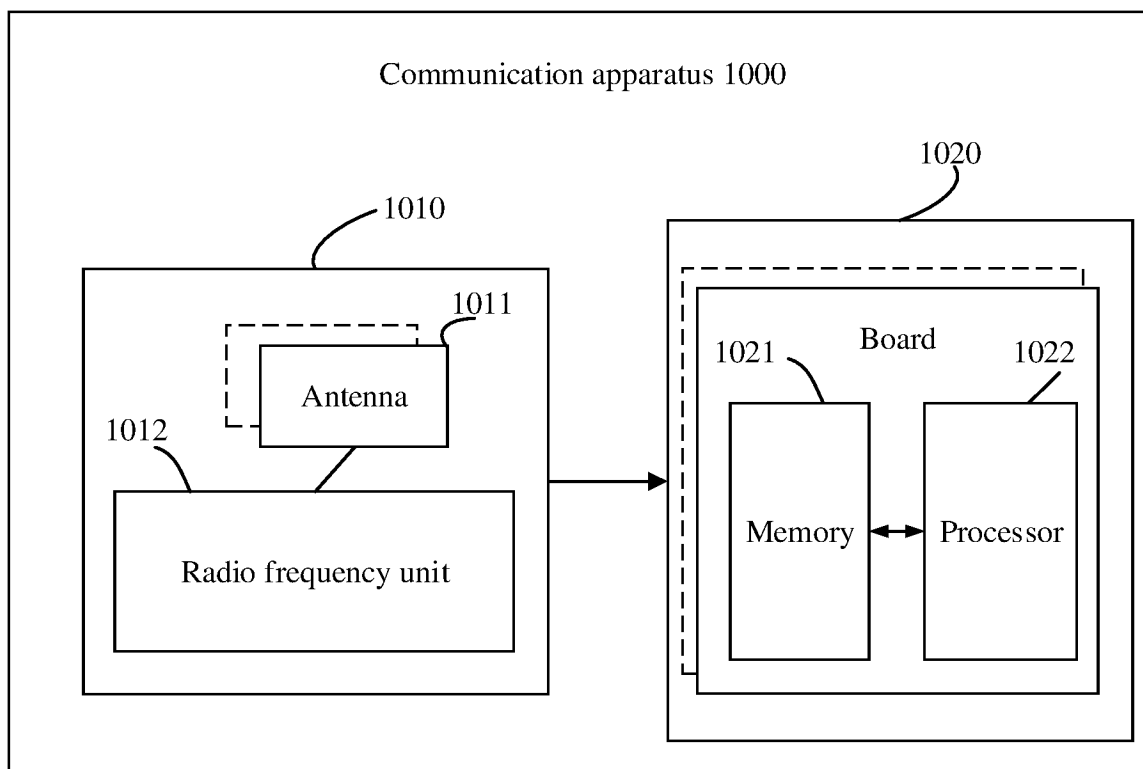 Communication apparatus 1000
1010
1011
Antenna
1012
Radio frequency unit
1020
Board
1021
1022
Memory
Processor